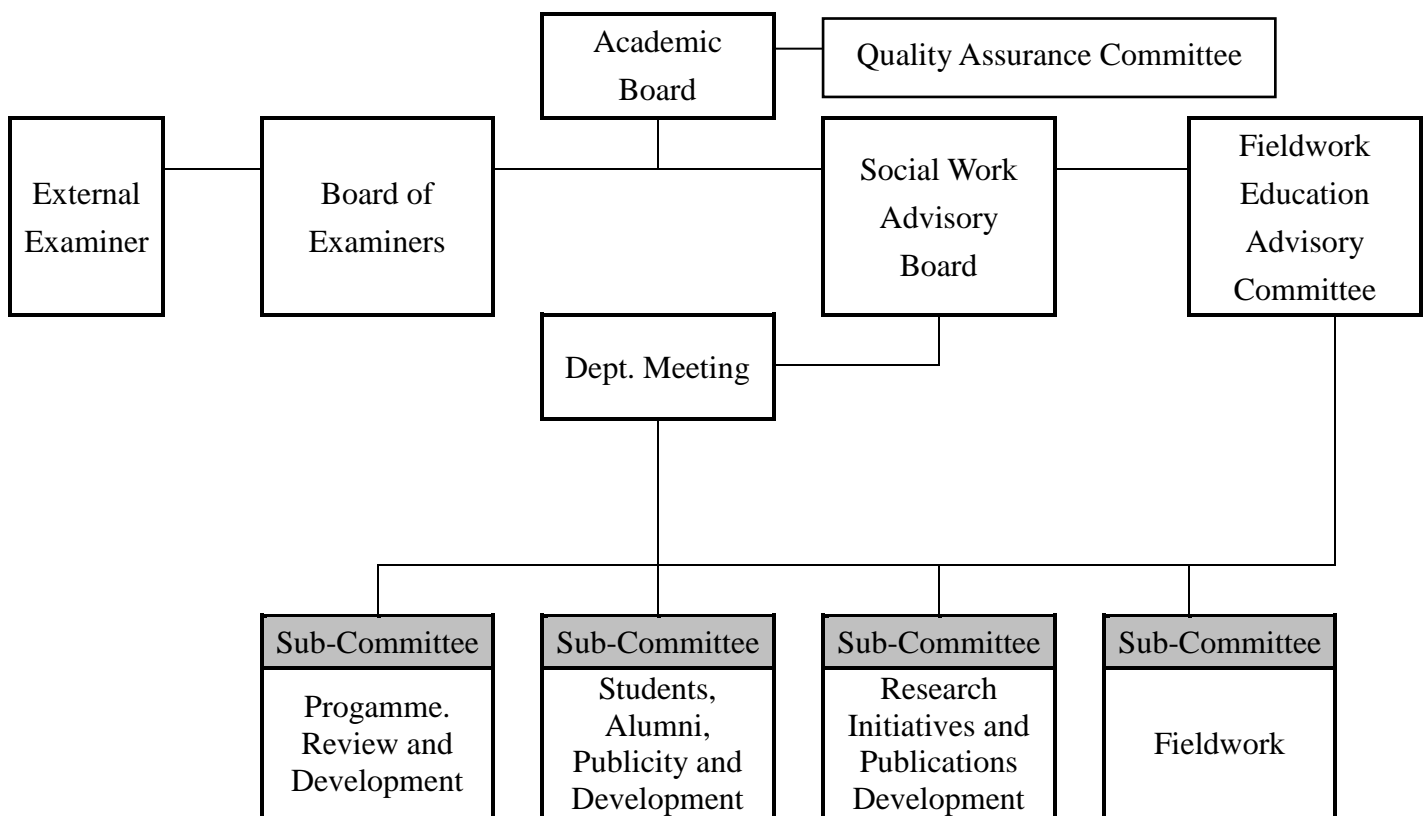 Academic
Board
Quality Assurance Committee
External
Examiner
Board of
Examiners
Social Work
Advisory
Board
Fieldwork
Education
Advisory
Committee
Dept. Meeting
Sub-Committee
Progamme.
Review and
Development
Sub-Committee
Students,
Alumni,
Publicity and
Development
Sub-Committee
Research
Initiatives and
Publications
Development
Sub-Committee
Fieldwork